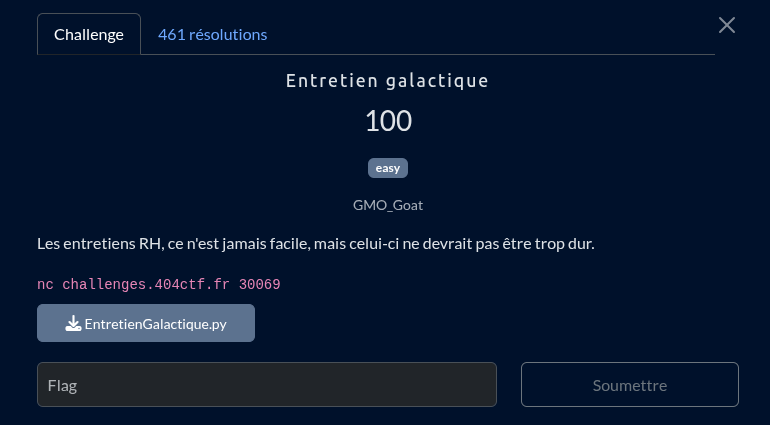 Challenge
461 résolutions
Entretien galactique
100
easy
GMO_Goat
Les entretiens RH, ce n'est jamais facile, mais celui-ci ne devrait pas être trop dur.
nc challenges.404ctf.fr 30069
EntretienGalactique.py
Flag
Soumettre